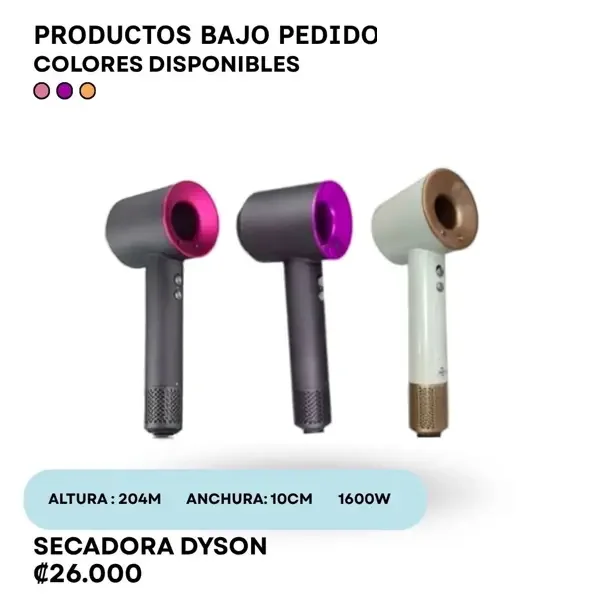 PRODUCTOS BAJO PEDIDO
COLORES DISPONIBLES
ALTURA : 204M ANCHURA: 10CM 1600W
SECADORA DYSON
₡26.000